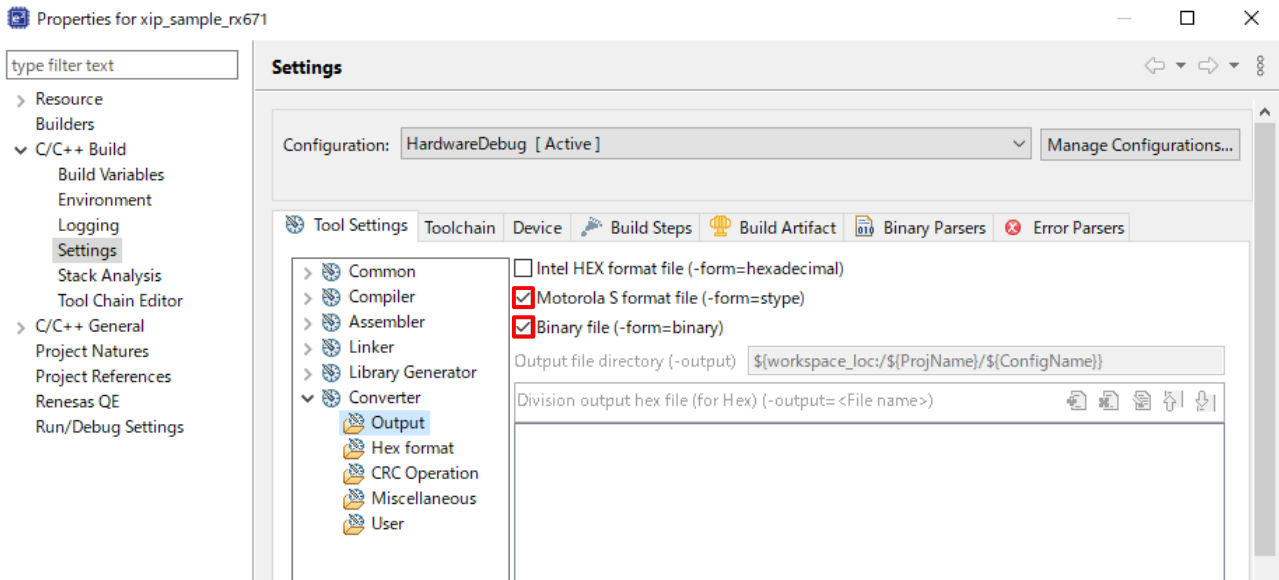 Properties for xip_sample_rx671
type filter text
Resource
Builders
C/C++ Build
Build Variables
Environment
Logging
Settings
Stack Analysis
Tool Chain Editor
C/C++ General
Project Natures
Project References
Renesas QE
Run/Debug Settings
Settings
Configuration: HardwareDebug [ Active ] Manage Configurations...
Tool Settings Toolchain Device Build Steps Build Artifact Binary Parsers Error Parsers
Common
Compiler
Assembler
Linker
Library Generator
Converter
Output
Hex format
CRC Operation
Miscellaneous
User
Intel HEX format file (-form=hexadecimal)
Motorola S format file (-form=stype)
Binary file (-form=binary)
Output file directory (-output) ${workspace_loc:/${ProjName}/${ConfigName}}
Division output hex file (for Hex) (-output=<File name>)